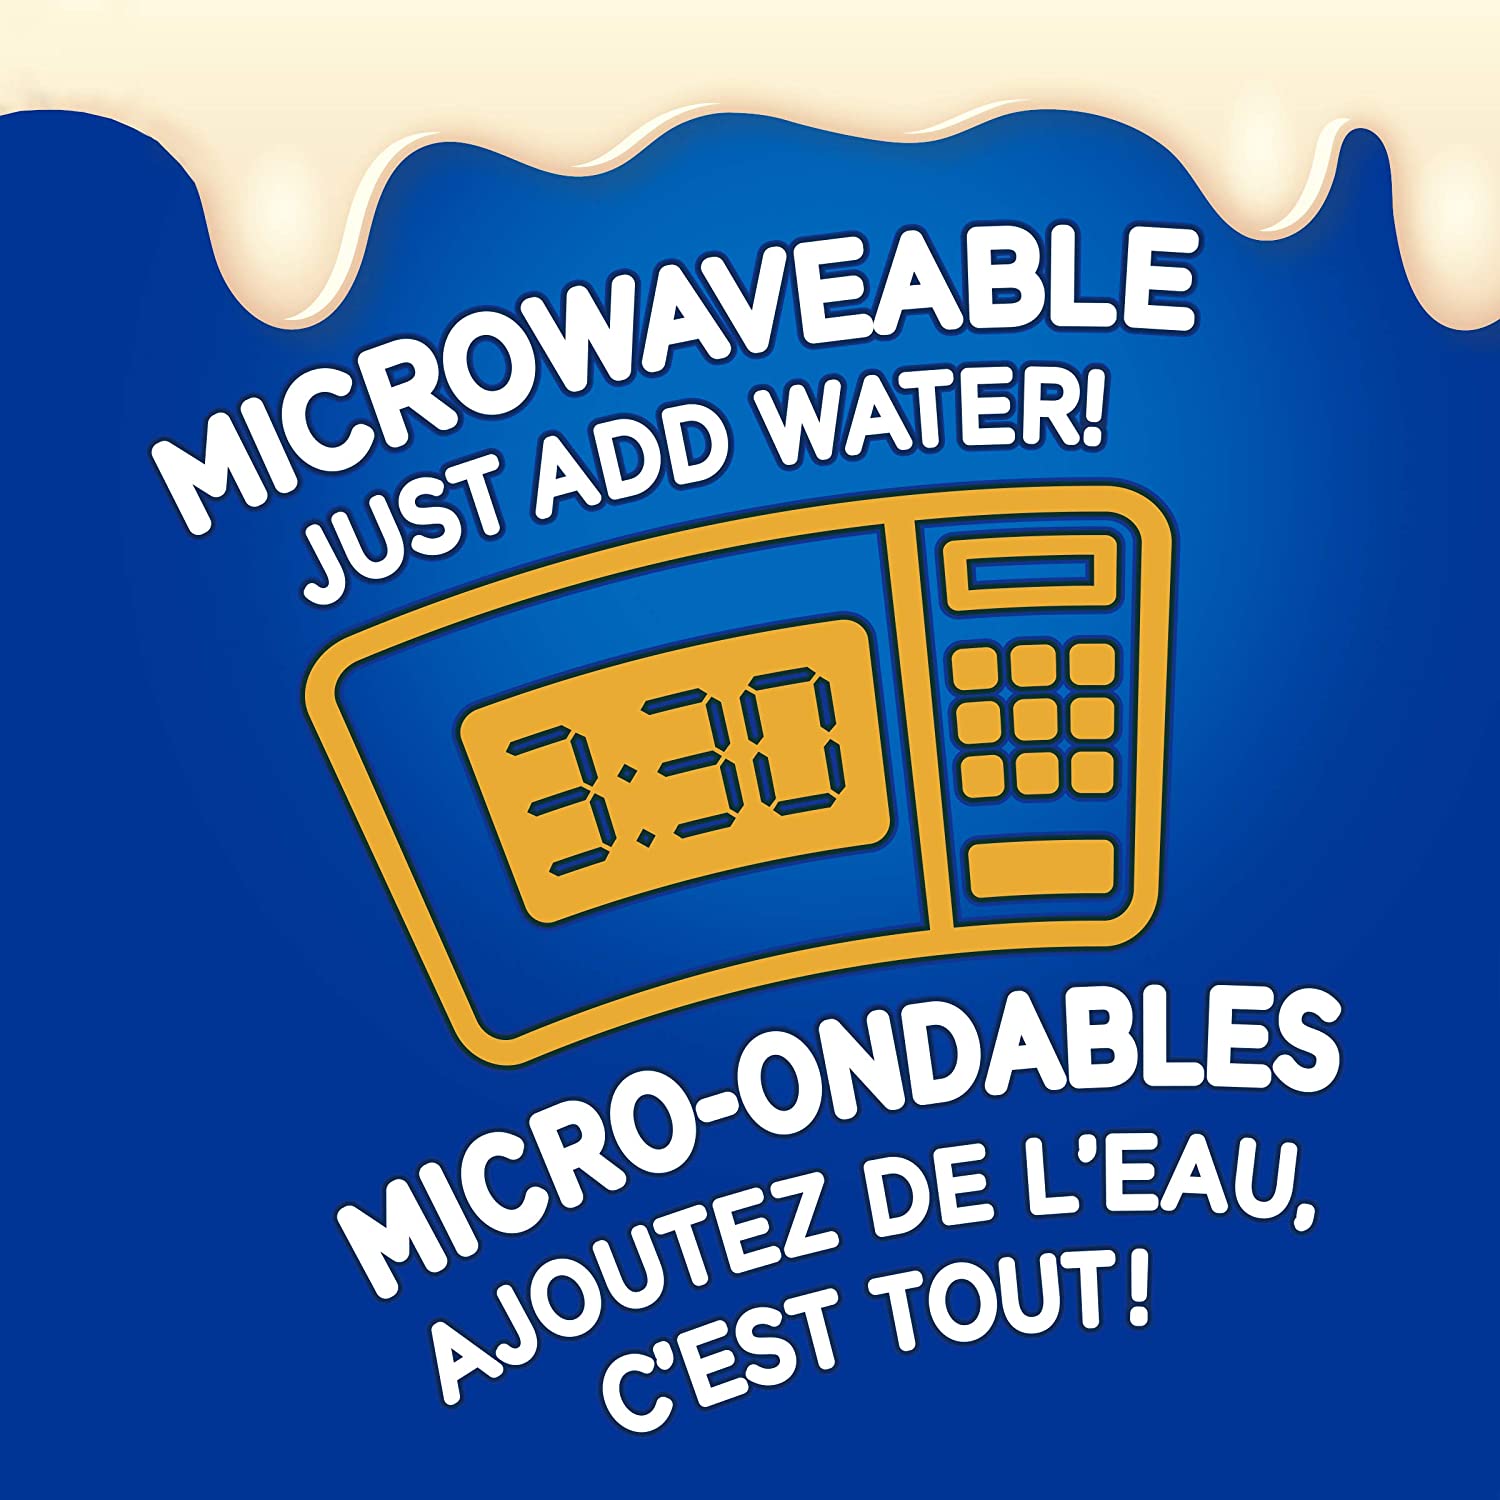 MICROWAVEABLE
JUST ADD WATER!
3:30
MICRO-ONDABLES
AJOUTEZ DE L'EAU,
C'EST TOUT!